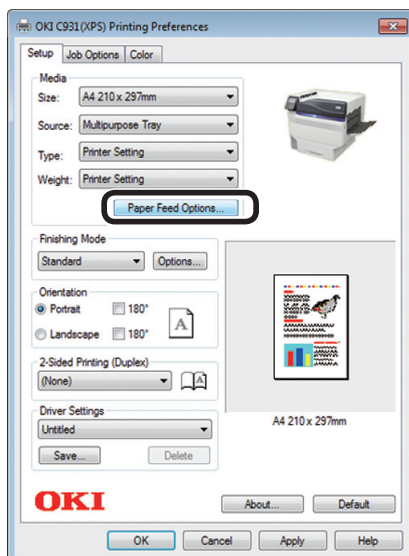 OKI C931(XPS) Printing Preferences
Setup Job Options Color
Media
Size: A4 210 x 297mm
Source: Multipurpose Tray
Type: Printer Setting
Weight: Printer Setting
Paper Feed Options...
Finishing Mode
Standard Options...
Orientation
Portrait 180°
Landscape 180°
A
2-Sided Printing (Duplex)
(None) A
Driver Settings
Untitled
Save... Delete
A4 210 x 297mm
OKI About... Default
OK Cancel Apply Help